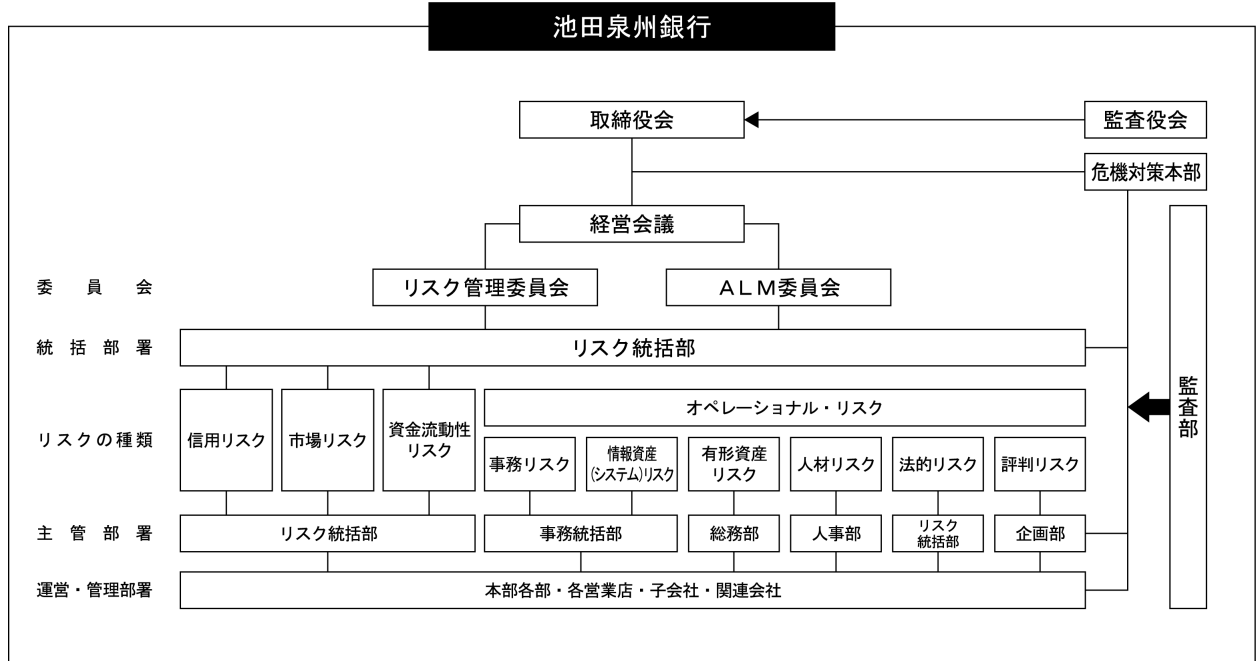 池田泉州銀行
取締役会
監査役会
危機対策本部
経営会議
委員会
リスク管理委員会
ＡＬＭ委員会
統括部署
リスク統括部
監査部
リスクの種類
信用リスク
市場リスク
資金流動性
リスク
オペレーショナル・リスク
事務リスク
情報資産
(システム)リスク
有形資産
リスク
人材リスク
法的リスク
評判リスク
主管部署
リスク統括部
事務統括部
総務部
人事部
リスク
統括部
企画部
運営・管理部署
本部各部・各営業店・子会社・関連会社